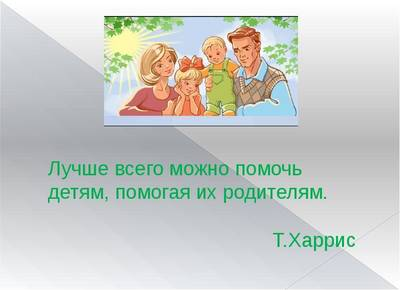 Лучше всего можно помочь
детям, помогая их родителям.
Т.Харрис